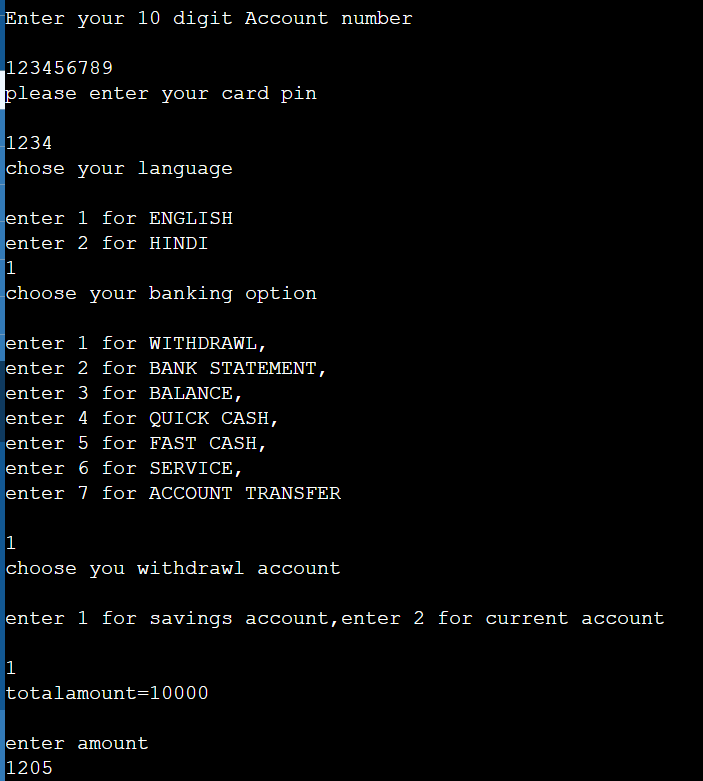 Enter your 10 digit Account number
123456789
please enter your card pin
1234
chose your language
enter 1 for ENGLISH
enter 2 for HINDI
1
choose your banking option
enter 1 for WITHDRAWL,
enter 2 for BANK STATEMENT,
enter 3 for BALANCE,
enter 4 for QUICK CASH,
enter 5 for FAST CASH,
enter 6 for SERVICE,
enter 7 for ACCOUNT TRANSFER
1
choose you withdrawl account
enter 1 for savings account,enter 2 for current account
1
totalamount=10000
enter amount
1205